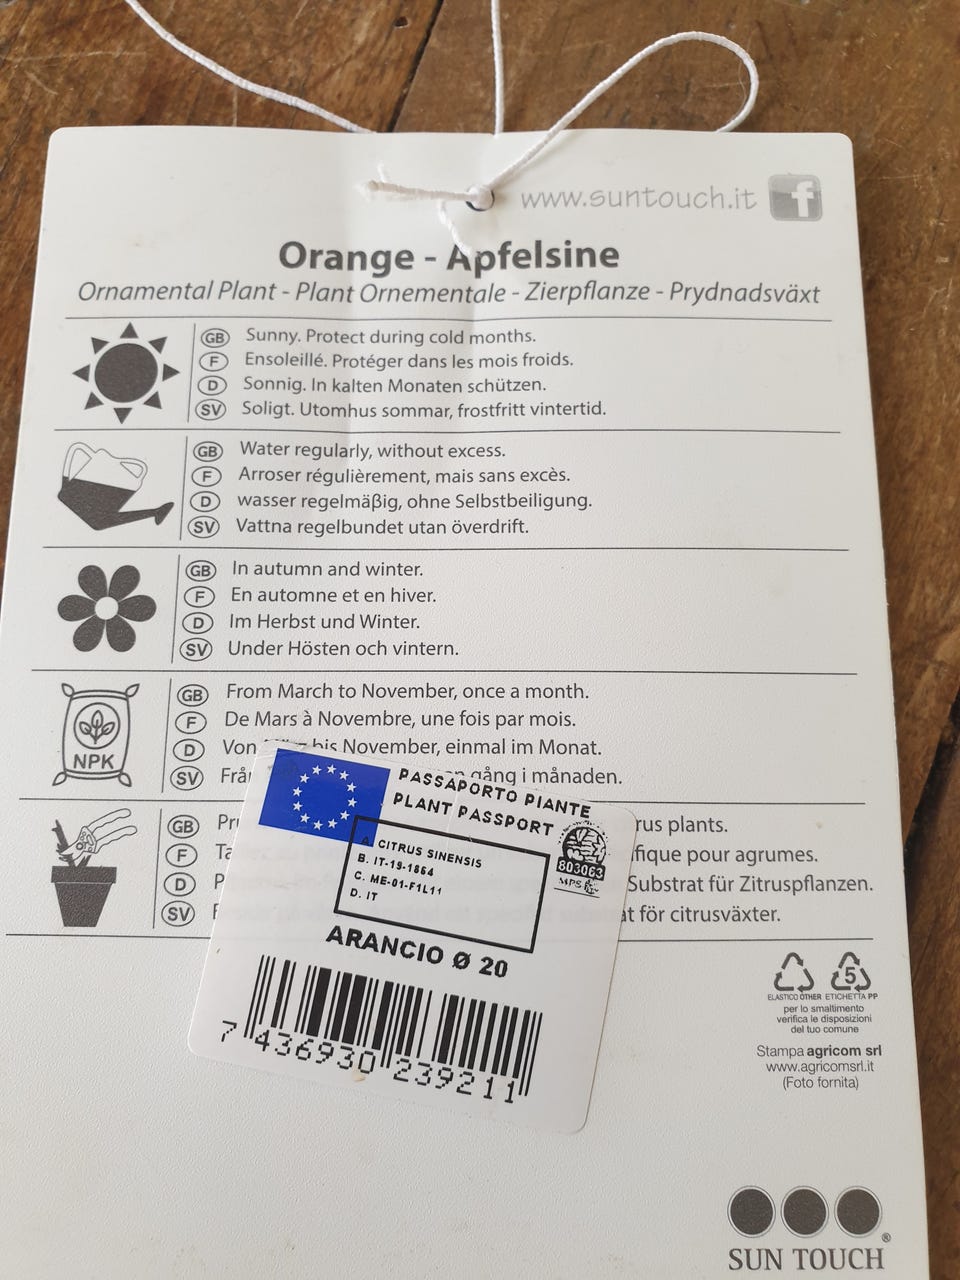 www.suntouch.it f
Orange - Apfelsine
Ornamental Plant - Plant Ornementale - Zierpflanze - Prydnadsväxt
GB Sunny. Protect during cold months.
F Ensoleillé. Protéger dans les mois froids.
D Sonnig. In kalten Monaten schützen.
SV Soligt. Utomhus sommar, frostfritt vintertid.
GB Water regularly, without excess.
F Arroser régulièrement, mais sans excès.
D wasser regelmäβig, ohne Selbstbeiligung.
SV Vattna regelbundet utan överdrift.
GB In autumn and winter.
F En automne et en hiver.
D Im Herbst und Winter.
SV Under Hösten och vintern.
NPK
GB From March to November, once a month.
F De Mars à Novembre, une fois par mois.
D Von bis November, einmal im Monat.
SV gång i månaden.
GB plants.
F pour agrumes.
D Substrat für Zitruspflanzen.
SV för citrusväxter.
PASSAPORTO PIANTE
PLANT PASSPORT
A. CITRUS SINENSIS
B. IT-19-1864
C. ME-01-F1L11
D. IT
803063
ARANCIO Ø 20
7 436930 239211
5
ELASTICO OTHER ETICHETTA PP
per lo smaltimento
verifica le disposizioni
del tuo comune
Stampa agricom srl
www.agricomsrl.it
(Foto fornita)
SUN TOUCH ®